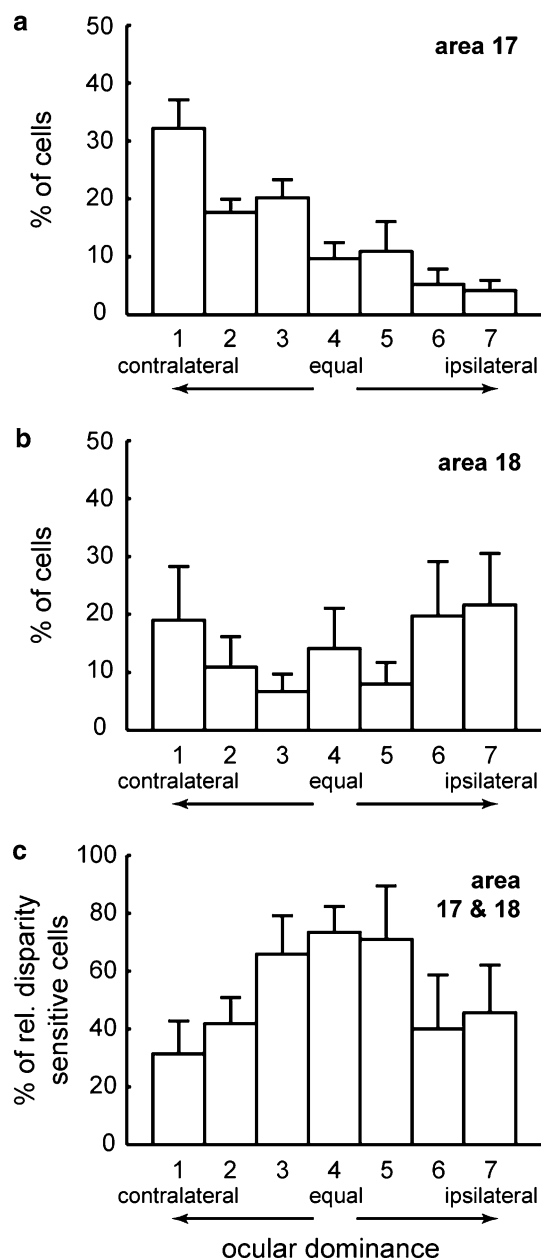 a
area 17
% of cells
50
40
30
20
10
0
1 2 3 4 5 6 7
contralateral equal ipsilateral
b
area 18
% of cells
50
40
30
20
10
0
1 2 3 4 5 6 7
contralateral equal ipsilateral
c
area
17 & 18
% of rel. disparity
sensitive cells
100
80
60
40
20
0
1 2 3 4 5 6 7
contralateral equal ipsilateral
ocular dominance